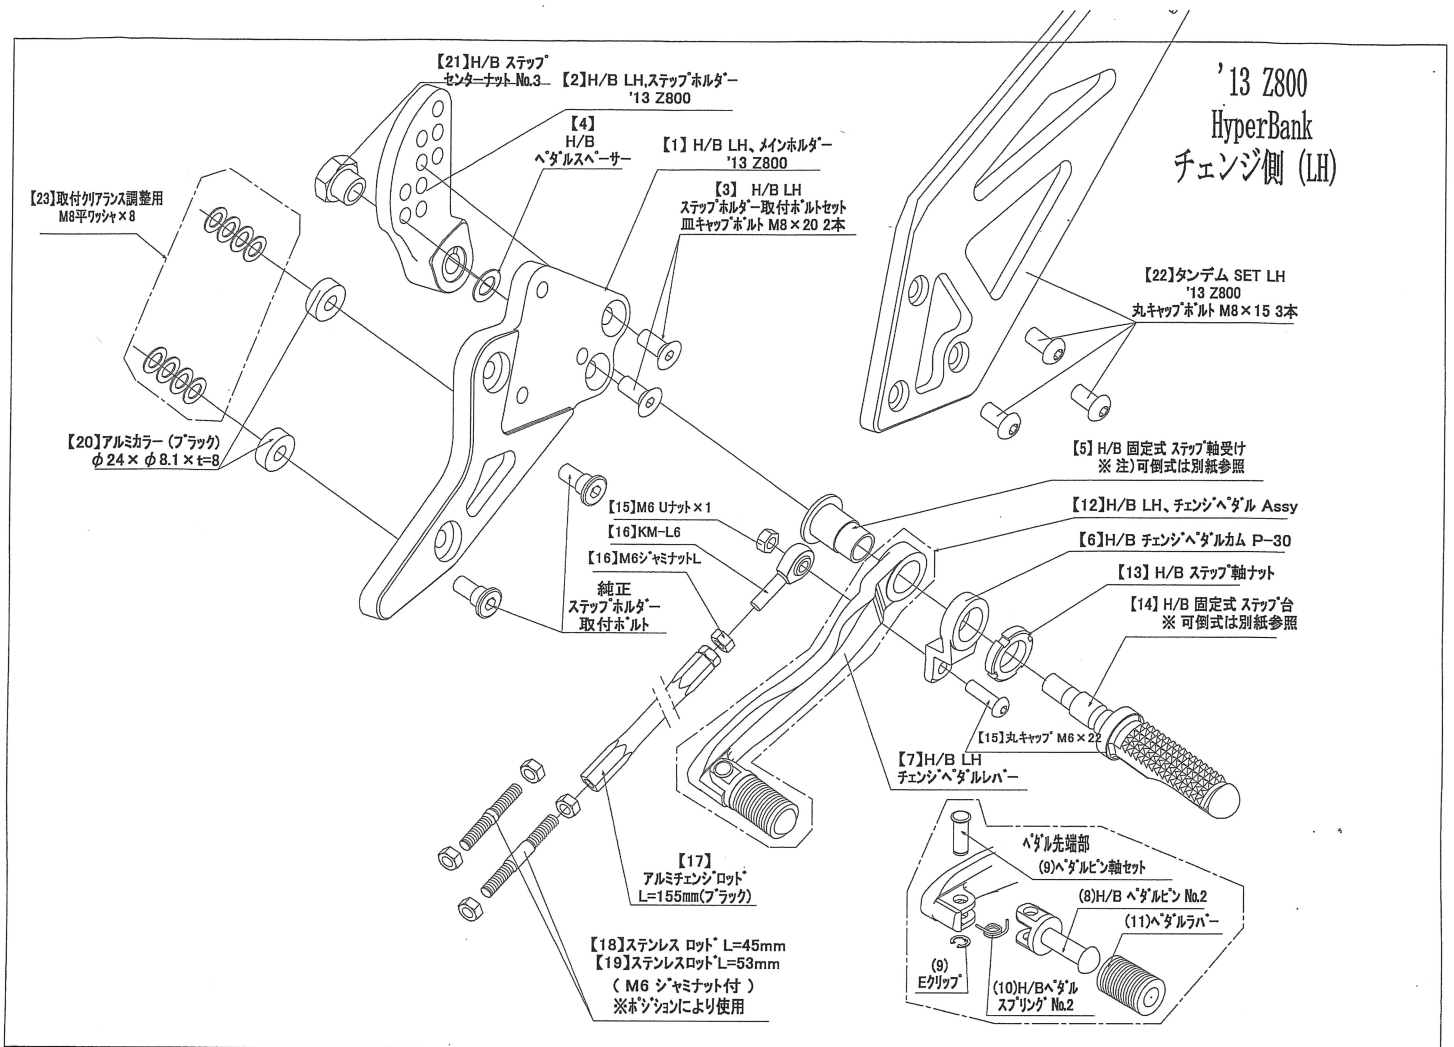 '13 Z800
HyperBank
チェンジ側 (LH)
【21】H/B ステップ
センターナット No.3
【2】H/B LH,ステップホルダー
'13 Z800
【4】
H/B
ペダルスペーサー
【1】 H/B LH、メインホルダー
'13 Z800
【3】 H/B LH
ステップホルダー取付ボルトセット
皿キャップボルト M8×20 2本
【23】取付クリアランス調整用
M8平ワッシャ×8
【22】タンデム SET LH
'13 Z800
丸キャップボルト M8×15 3本
【20】アルミカラー (ブラック)
φ24× φ8.1×t=8
【5】 H/B 固定式 ステップ軸受け
※ 注)可倒式は別紙参照
【15】M6 Uナット×1
【12】H/B LH、チェンジペダル Assy
【16】KM-L6
【6】H/B チェンジペダルカム P-30
【16】M6ジャミナットL
【13】 H/B ステップ軸ナット
純正
ステップホルダー
取付ボルト
【14】 H/B 固定式 ステップ台
※ 可倒式は別紙参照
【15】丸キャップ M6×22
【7】H/B LH
チェンジペダルレバー
ペダル先端部
(9)ペダルピン軸セット
(8)H/B ペダルピン No.2
(11)ペダルラバー
(9)
Eクリップ
(10)H/Bペダル
スプリング No.2
【17】
アルミチェンジロッド
L=155mm(ブラック)
【18】ステンレス ロッド L=45mm
【19】ステンレスロッド L=53mm
( M6 ジャミナット付 )
※ポジションにより使用